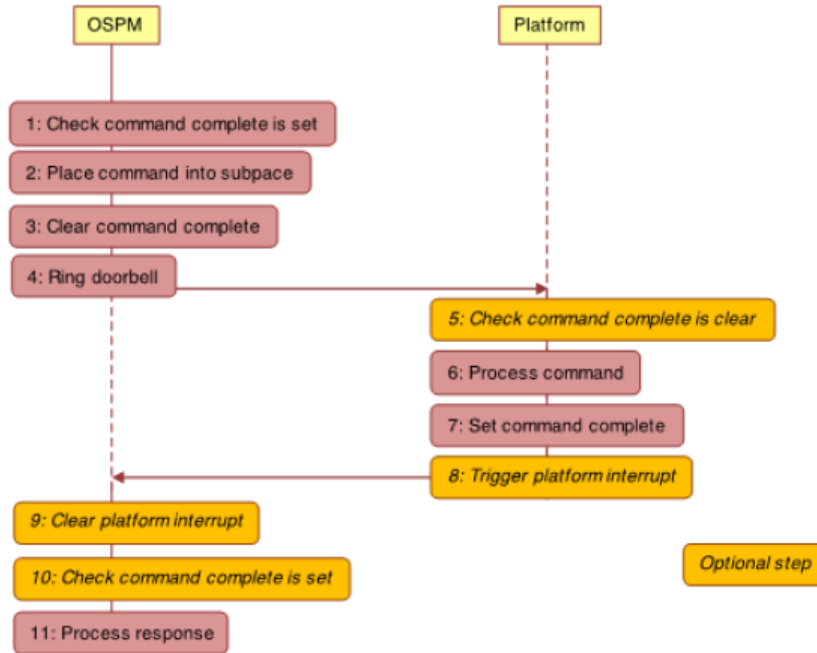 OSPM
Platform
1: Check command complete is set
2: Place command into subpace
3: Clear command complete
4: Ring doorbell
5: Check command complete is clear
6: Process command
7: Set command complete
8: Trigger platform interrupt
9: Clear platform interrupt
10: Check command complete is set
Optional step
11: Process response